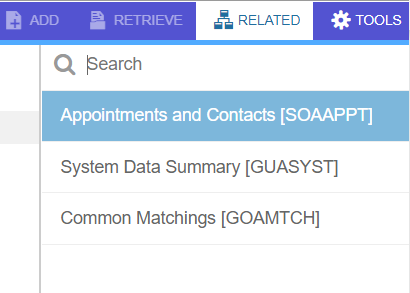 ADD RETRIEVE RELATED TOOLS
Search
Appointments and Contacts [SOAAPPT]
System Data Summary [GUASYST]
Common Matchings [GOAMTCH]